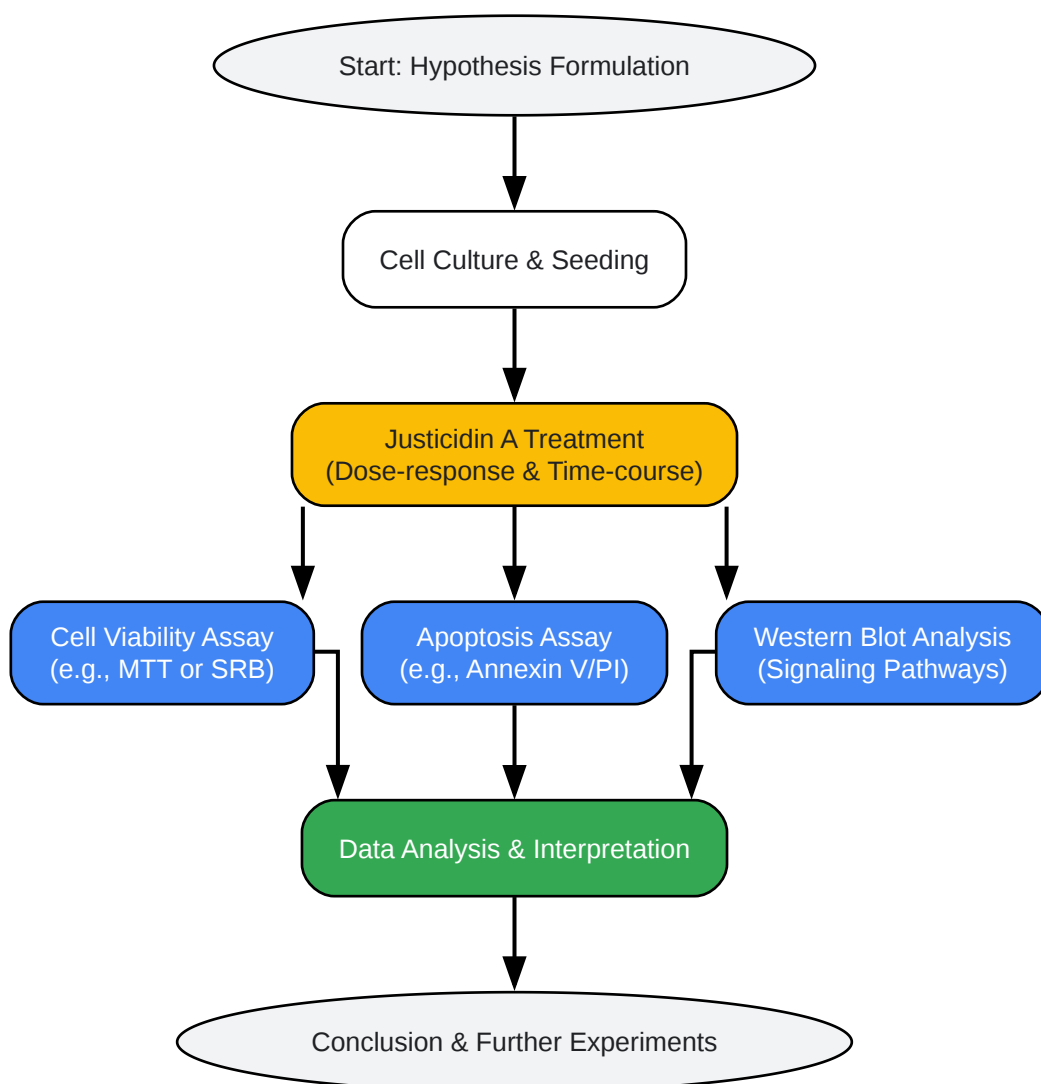 Start: Hypothesis Formulation
Cell Culture & Seeding
Justicidin A Treatment
(Dose-response & Time-course)
Cell Viability Assay
(e.g., MTT or SRB)
Apoptosis Assay
(e.g., Annexin V/PI)
Western Blot Analysis
(Signaling Pathways)
Data Analysis & Interpretation
Conclusion & Further Experiments